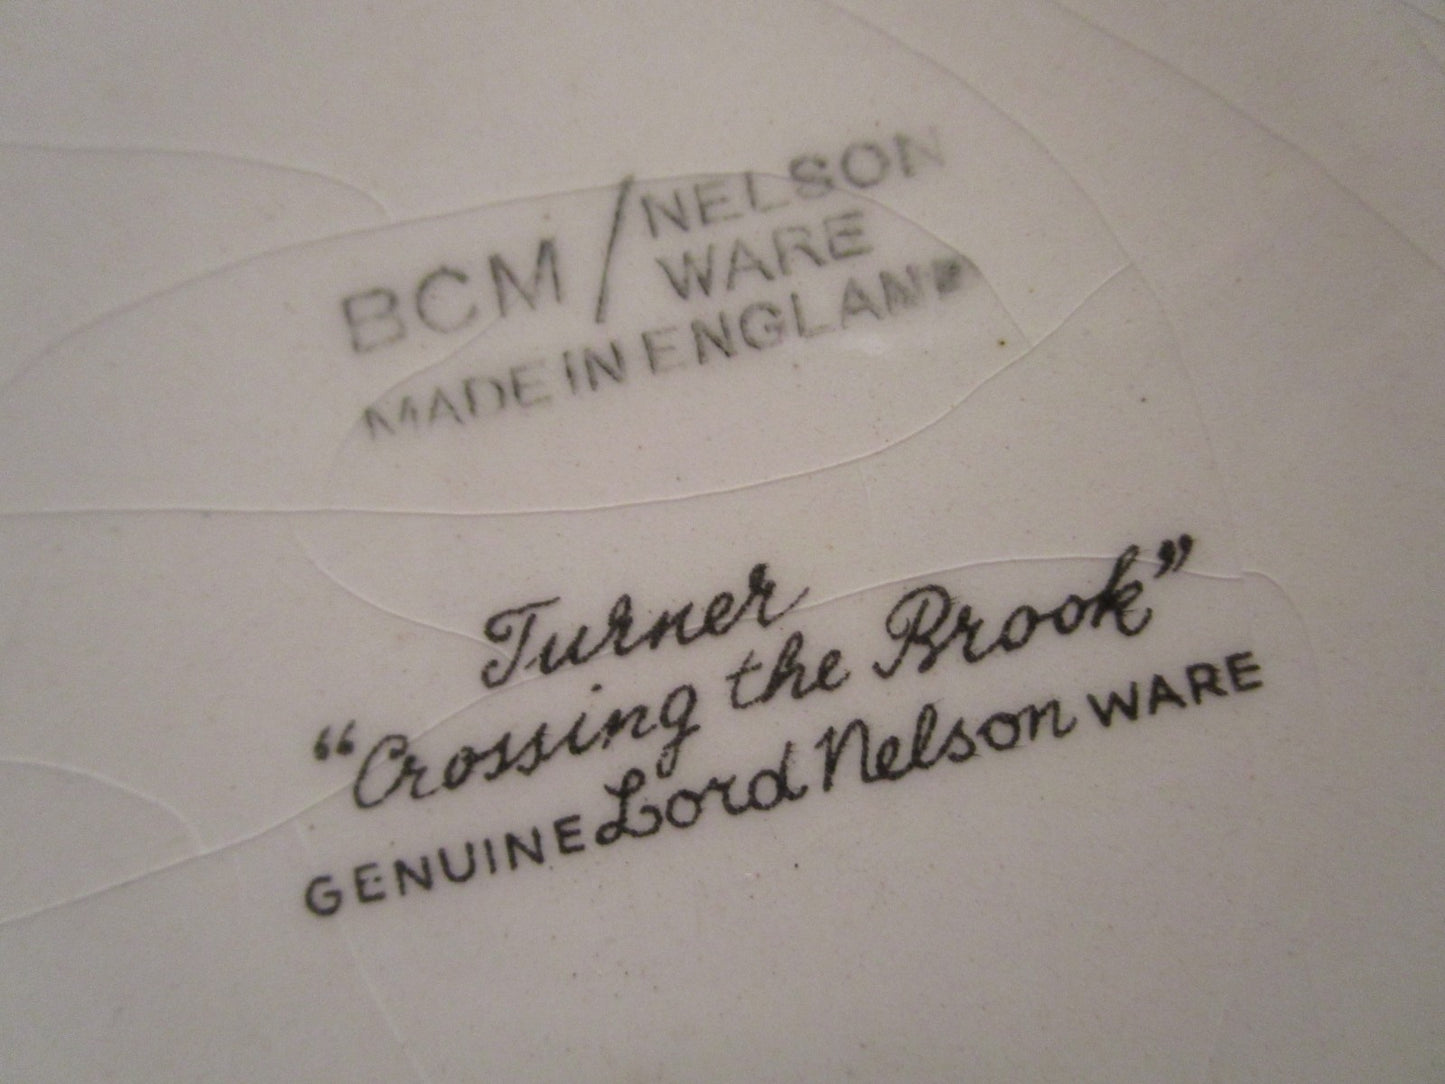 BCM/NELSON
WARE
MADE IN ENGLAND
Turner
“Crossing the Brook”
GENUINE Lord Nelson WARE